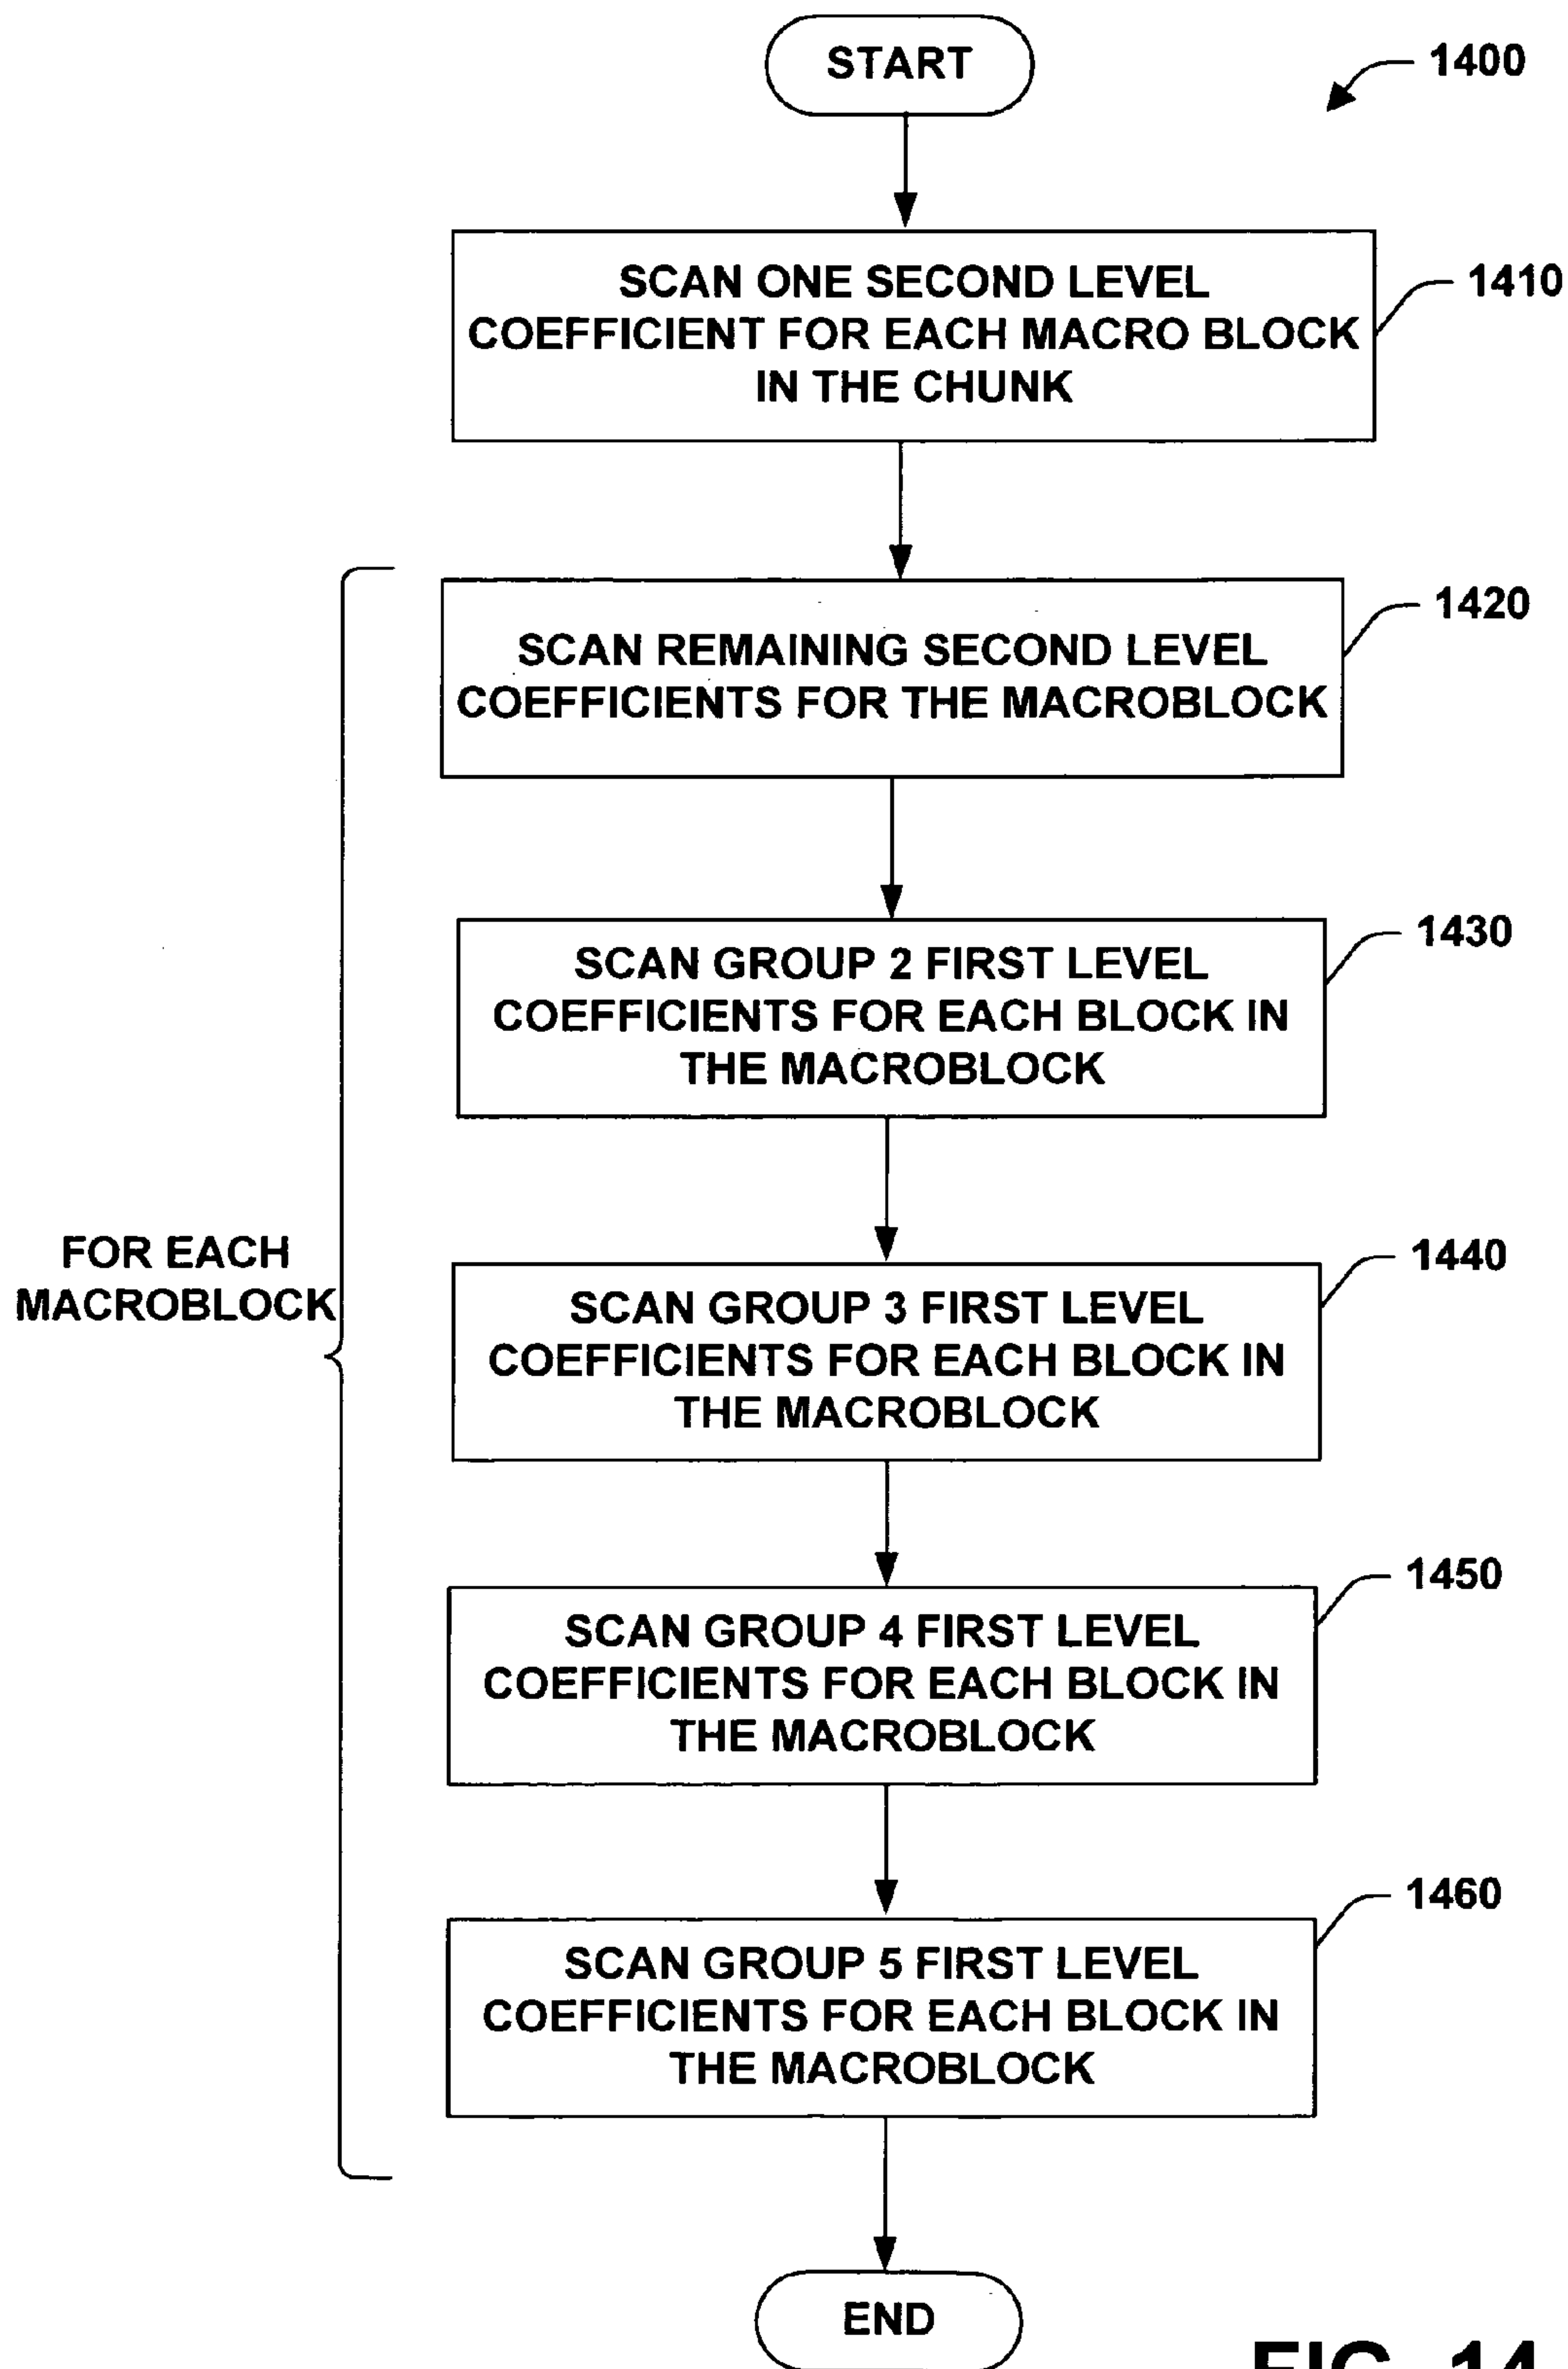 START
1400
SCAN ONE SECOND LEVEL
COEFFICIENT FOR EACH MACRO BLOCK
IN THE CHUNK
1410
SCAN REMAINING SECOND LEVEL
COEFFICIENTS FOR THE MACROBLOCK
1420
SCAN GROUP 2 FIRST LEVEL
COEFFICIENTS FOR EACH BLOCK IN
THE MACROBLOCK
1430
FOR EACH
MACROBLOCK
SCAN GROUP 3 FIRST LEVEL
COEFFICIENTS FOR EACH BLOCK IN
THE MACROBLOCK
1440
SCAN GROUP 4 FIRST LEVEL
COEFFICIENTS FOR EACH BLOCK IN
THE MACROBLOCK
1450
SCAN GROUP 5 FIRST LEVEL
COEFFICIENTS FOR EACH BLOCK IN
THE MACROBLOCK
1460
END
FIG. 14